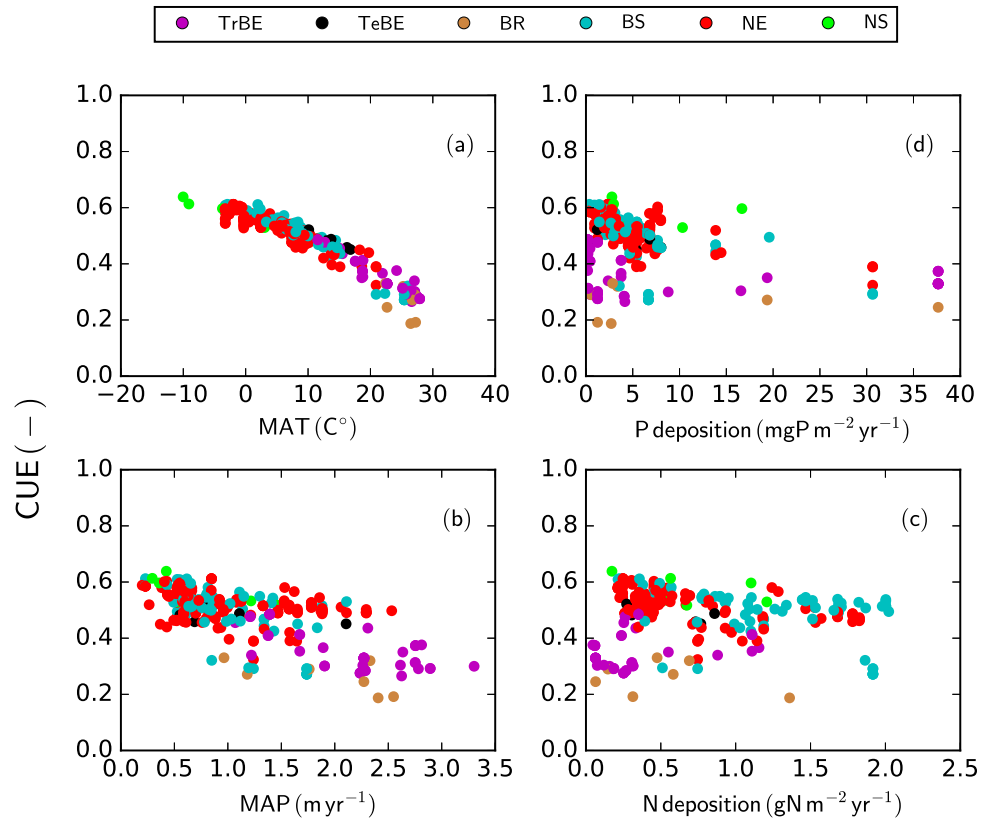 TrBE TeBE BR BS NE NS
1.0
0.8
0.6
0.4
0.2
0.0
−20 −10 0 10 20 30 40
MAT (C°)
(a)
1.0
0.8
0.6
0.4
0.2
0.0
0 5 10 15 20 25 30 35 40
P deposition (mgP m⁻² yr⁻¹)
(d)
CUE ( − )
1.0
0.8
0.6
0.4
0.2
0.0
0.0 0.5 1.0 1.5 2.0 2.5 3.0 3.5
MAP (m yr⁻¹)
(b)
1.0
0.8
0.6
0.4
0.2
0.0
0.0 0.5 1.0 1.5 2.0 2.5
N deposition (gN m⁻² yr⁻¹)
(c)